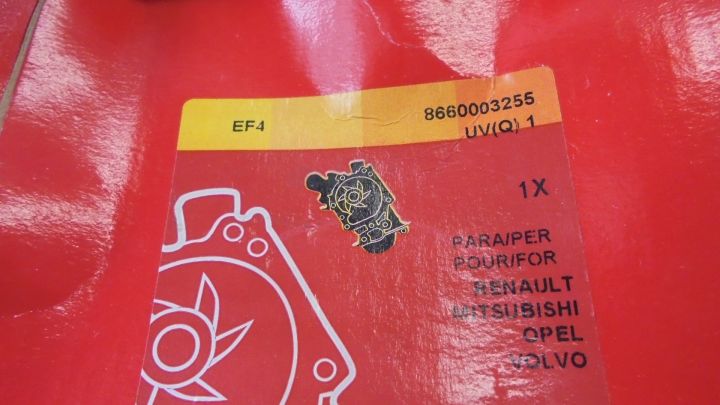 EF4
8660003255
UV(Q) 1
1X
PARA/PER
POUR/FOR
RENAULT
MITSUBISHI
OPEL
VOLVO